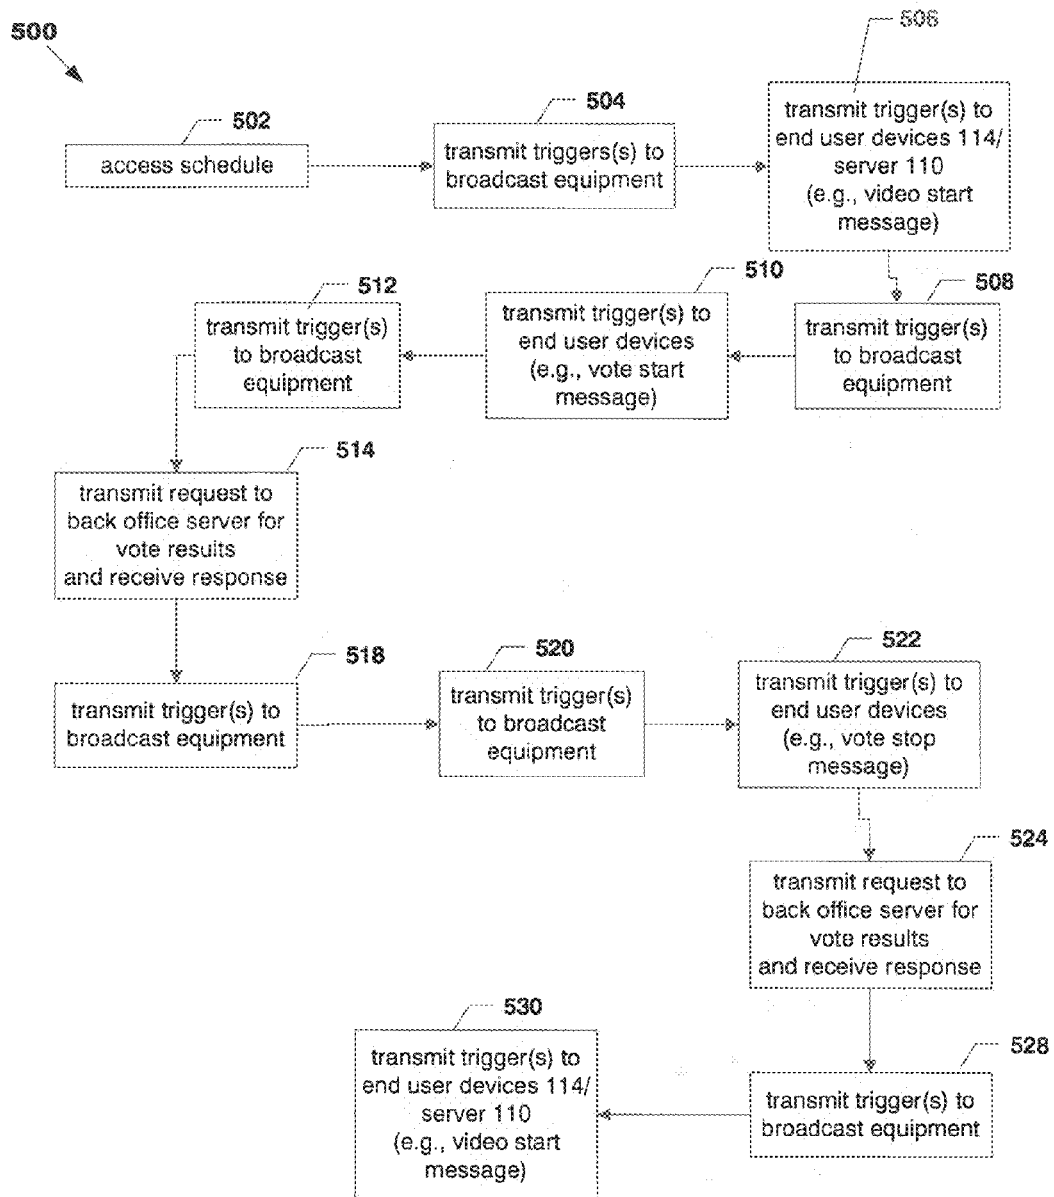 500
502
access schedule
504
transmit triggers(s) to
broadcast equipment
506
transmit trigger(s) to
end user devices 114/
server 110
(e.g., video start
message)
508
transmit trigger(s)
to broadcast
equipment
510
transmit trigger(s) to
end user devices
(e.g., vote start
message)
512
transmit trigger(s)
to broadcast
equipment
514
transmit request to
back office server for
vote results
and receive response
518
transmit trigger(s) to
broadcast equipment
520
transmit trigger(s)
to broadcast
equipment
522
transmit trigger(s) to
end user devices
(e.g., vote stop
message)
524
transmit request to
back office server for
vote results
and receive response
528
transmit trigger(s) to
broadcast equipment
530
transmit trigger(s) to
end user devices 114/
server 110
(e.g., video start
message)